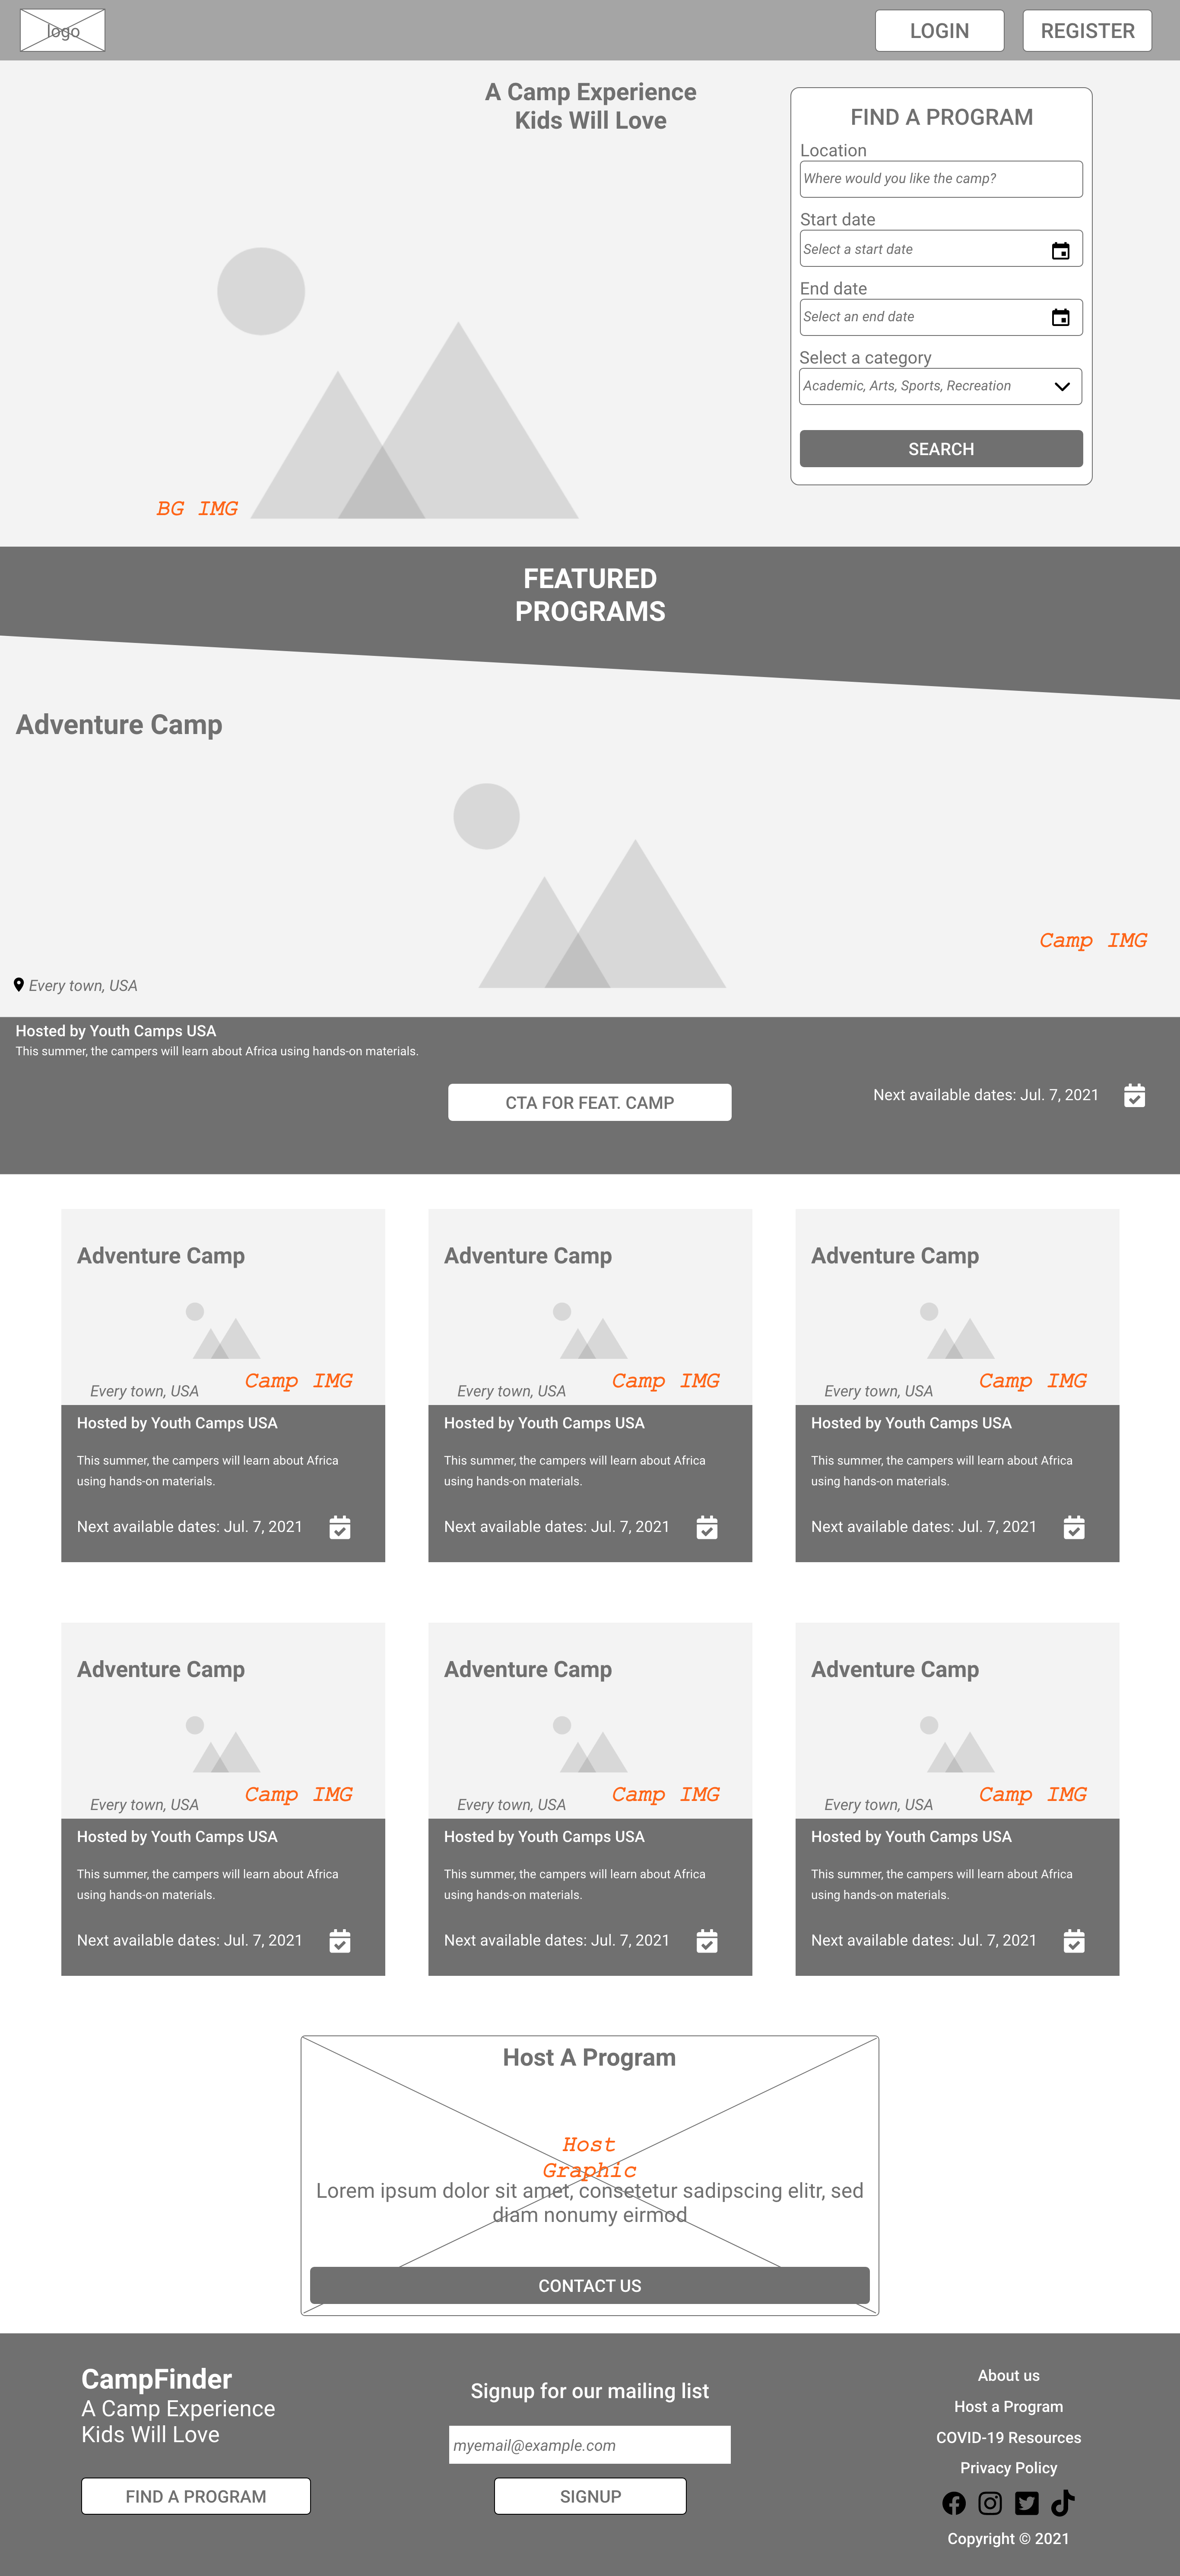 logo
LOGIN
REGISTER
A Camp Experience
Kids Will Love
FIND A PROGRAM
Location
Where would you like the camp?
Start date
Select a start date
End date
Select an end date
Select a category
Academic, Arts, Sports, Recreation
SEARCH
BG IMG
FEATURED
PROGRAMS
Adventure Camp
Camp IMG
Every town, USA
Hosted by Youth Camps USA
This summer, the campers will learn about Africa using hands-on materials.
CTA FOR FEAT. CAMP
Next available dates: Jul. 7, 2021
Adventure Camp
Camp IMG
Every town, USA
Hosted by Youth Camps USA
This summer, the campers will learn about Africa
using hands-on materials.
Next available dates: Jul. 7, 2021
Adventure Camp
Camp IMG
Every town, USA
Hosted by Youth Camps USA
This summer, the campers will learn about Africa
using hands-on materials.
Next available dates: Jul. 7, 2021
Adventure Camp
Camp IMG
Every town, USA
Hosted by Youth Camps USA
This summer, the campers will learn about Africa
using hands-on materials.
Next available dates: Jul. 7, 2021
Adventure Camp
Camp IMG
Every town, USA
Hosted by Youth Camps USA
This summer, the campers will learn about Africa
using hands-on materials.
Next available dates: Jul. 7, 2021
Adventure Camp
Camp IMG
Every town, USA
Hosted by Youth Camps USA
This summer, the campers will learn about Africa
using hands-on materials.
Next available dates: Jul. 7, 2021
Adventure Camp
Camp IMG
Every town, USA
Hosted by Youth Camps USA
This summer, the campers will learn about Africa
using hands-on materials.
Next available dates: Jul. 7, 2021
Host A Program
Host
Graphic
Lorem ipsum dolor sit amet, consetetur sadipscing elitr, sed
diam nonumy eirmod
CONTACT US
CampFinder
A Camp Experience
Kids Will Love
FIND A PROGRAM
Signup for our mailing list
myemail@example.com
SIGNUP
About us
Host a Program
COVID-19 Resources
Privacy Policy
Copyright © 2021